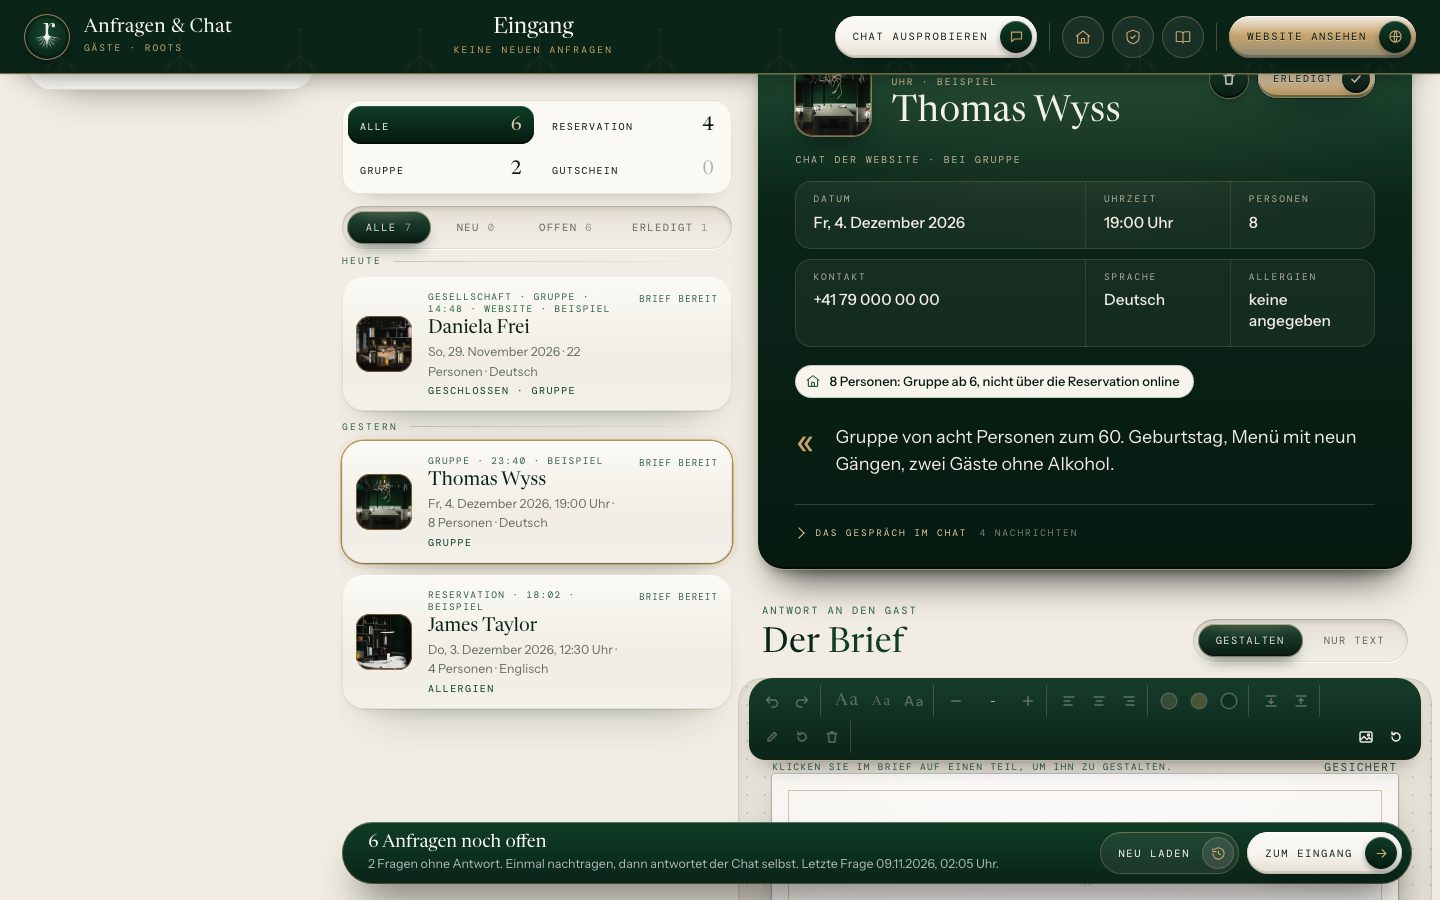 Anfragen & Chat
GÄSTE · ROOTS
Eingang
KEINE NEUEN ANFRAGEN
CHAT AUSPROBIEREN
WEBSITE ANSEHEN
ALLE 6
RESERVATION 4
GRUPPE 2
GUTSCHEIN 0
ALLE 7
NEU 0
OFFEN 6
ERLEDIGT 1
HEUTE
GESELLSCHAFT · GRUPPE ·
14:48 · WEBSITE · BEISPIEL
BRIEF BEREIT
Daniela Frei
So, 29. November 2026 · 22
Personen · Deutsch
GESCHLOSSEN · GRUPPE
GESTERN
GRUPPE · 23:40 · BEISPIEL
BRIEF BEREIT
Thomas Wyss
Fr, 4. Dezember 2026, 19:00 Uhr ·
8 Personen · Deutsch
GRUPPE
RESERVATION · 18:02 ·
BEISPIEL
BRIEF BEREIT
James Taylor
Do, 3. Dezember 2026, 12:30 Uhr ·
4 Personen · Englisch
ALLERGIEN
UHR · BEISPIEL
Thomas Wyss
ERLEDIGT
CHAT DER WEBSITE · BEI GRUPPE
DATUM
Fr, 4. Dezember 2026
UHRZEIT
19:00 Uhr
PERSONEN
8
KONTAKT
+41 79 000 00 00
SPRACHE
Deutsch
ALLERGIEN
keine
angegeben
8 Personen: Gruppe ab 6, nicht über die Reservation online
« Gruppe von acht Personen zum 60. Geburtstag, Menü mit neun
Gängen, zwei Gäste ohne Alkohol.
DAS GESPRÄCH IM CHAT 4 NACHRICHTEN
ANTWORT AN DEN GAST
Der Brief
GESTALTEN
NUR TEXT
Aa Aa Aa
-
KLICKEN SIE IM BRIEF AUF EINEN TEIL, UM IHN ZU GESTALTEN.
GESICHERT
6 Anfragen noch offen
2 Fragen ohne Antwort. Einmal nachtragen, dann antwortet der Chat selbst. Letzte Frage 09.11.2026, 02:05 Uhr.
NEU LADEN
ZUM EINGANG